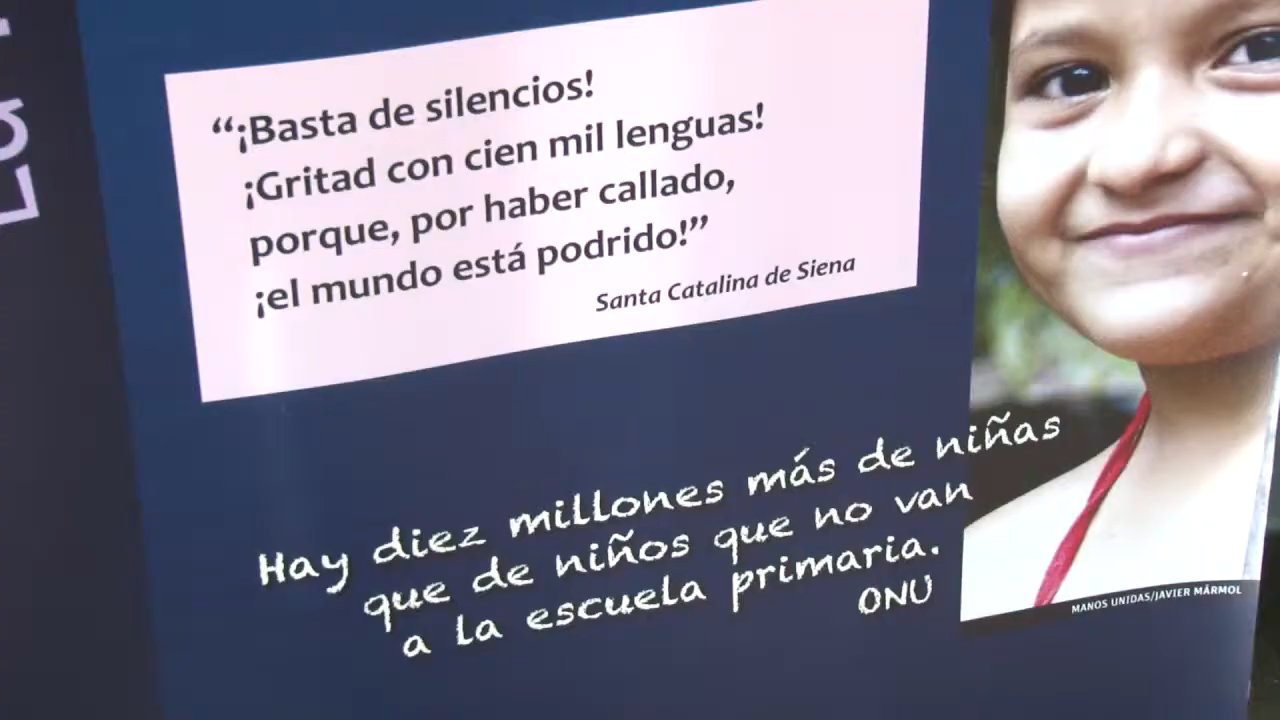 “¡Basta de silencios!
¡Gritad con cien mil lenguas!
porque, por haber callado,
¡el mundo está podrido!”
Santa Catalina de Siena
Hay diez millones más de niñas
que de niños que no van
a la escuela primaria.
ONU
MANOS UNIDAS/JAVIER MÁRMOL